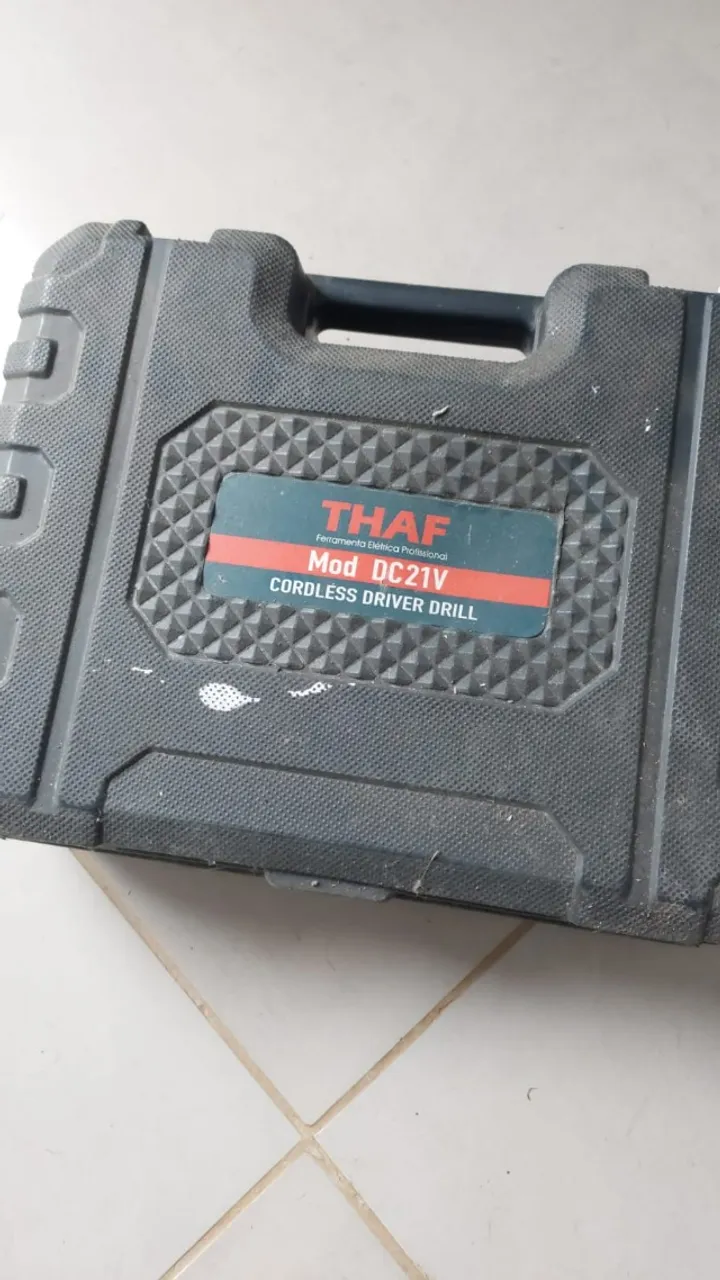 THAF
Ferramenta Elétrica Profissional
Mod DC21V
CORDLESS DRIVER DRILL